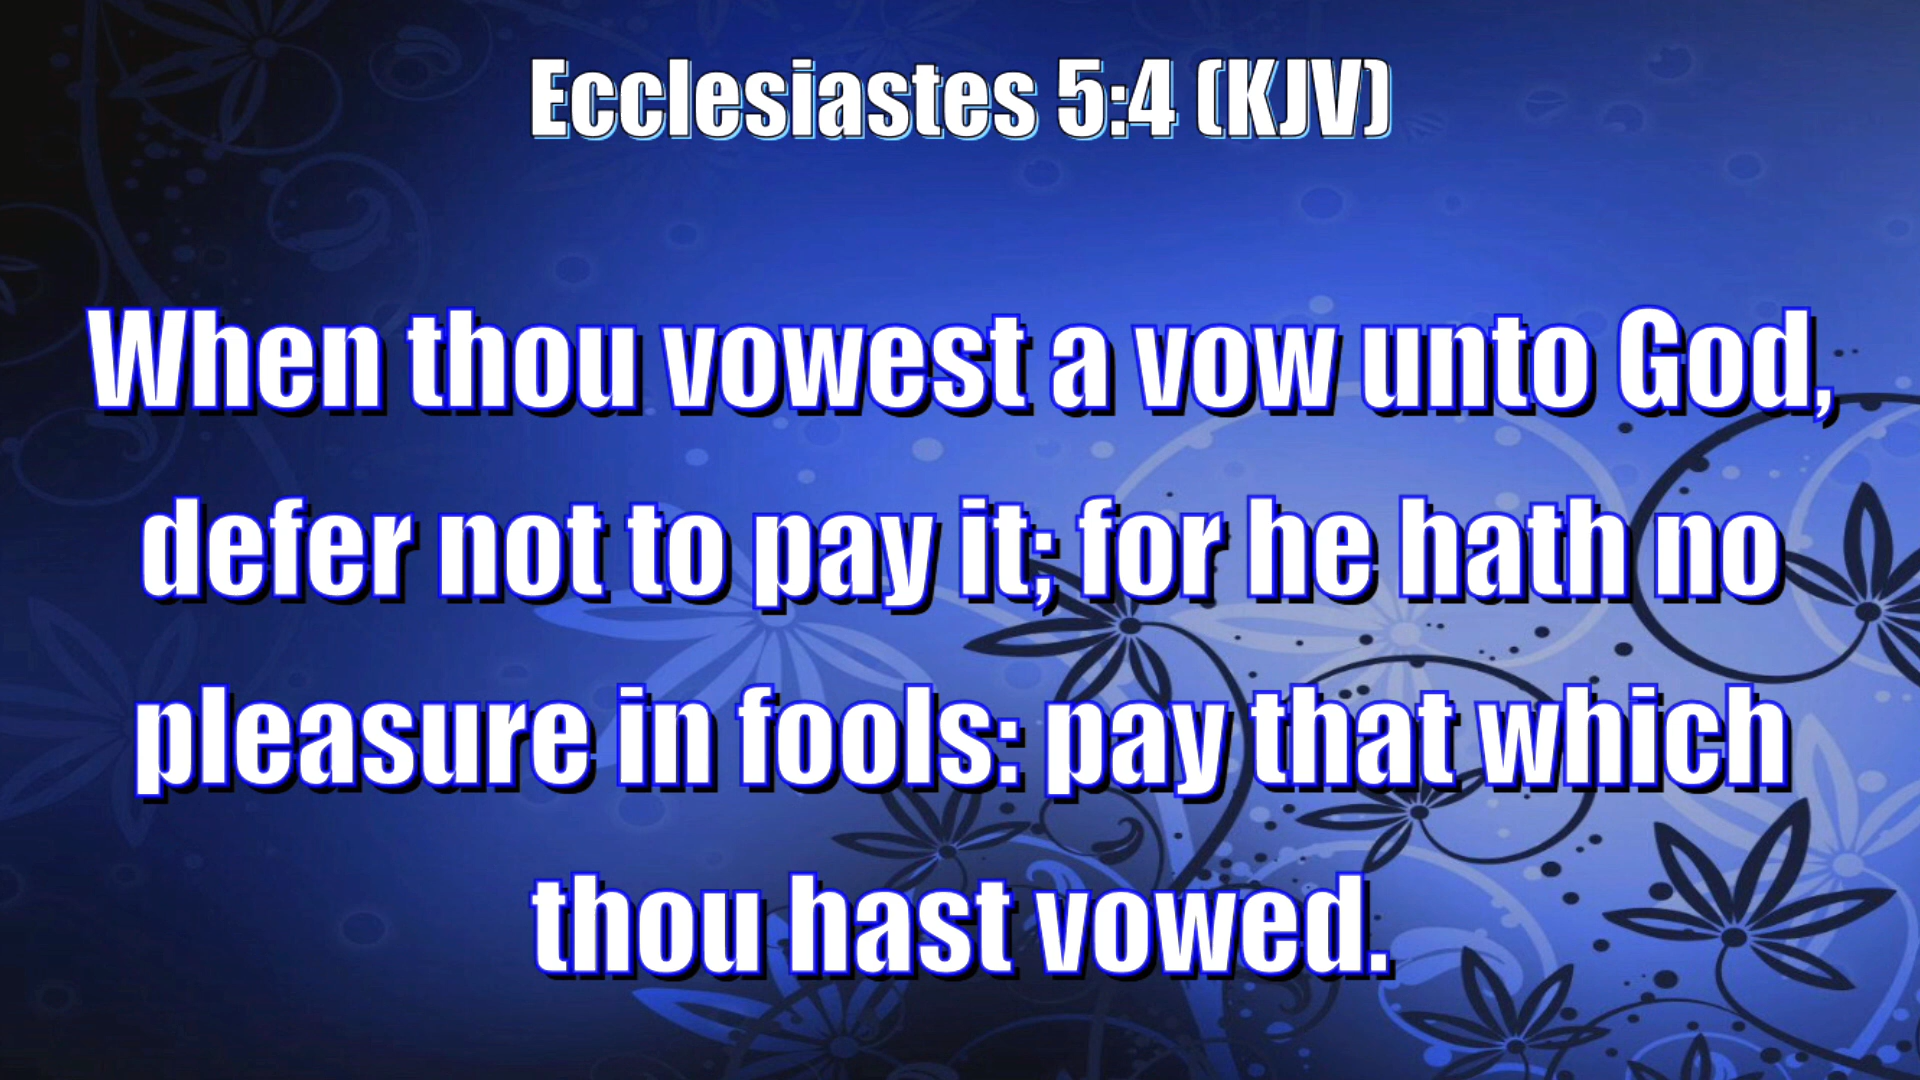 Ecclesiastes 5:4 (KJV)
When thou vowest a vow unto God,
defer not to pay it; for he hath no
pleasure in fools: pay that which
thou hast vowed.